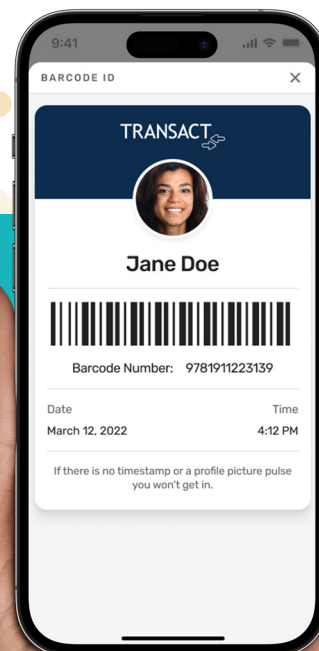 9:41
BARCODE ID ×
TRANSACT
Jane Doe
Barcode Number: 9781911223139
Date Time
March 12, 2022 4:12 PM
If there is no timestamp or a profile picture pulse
you won't get in.